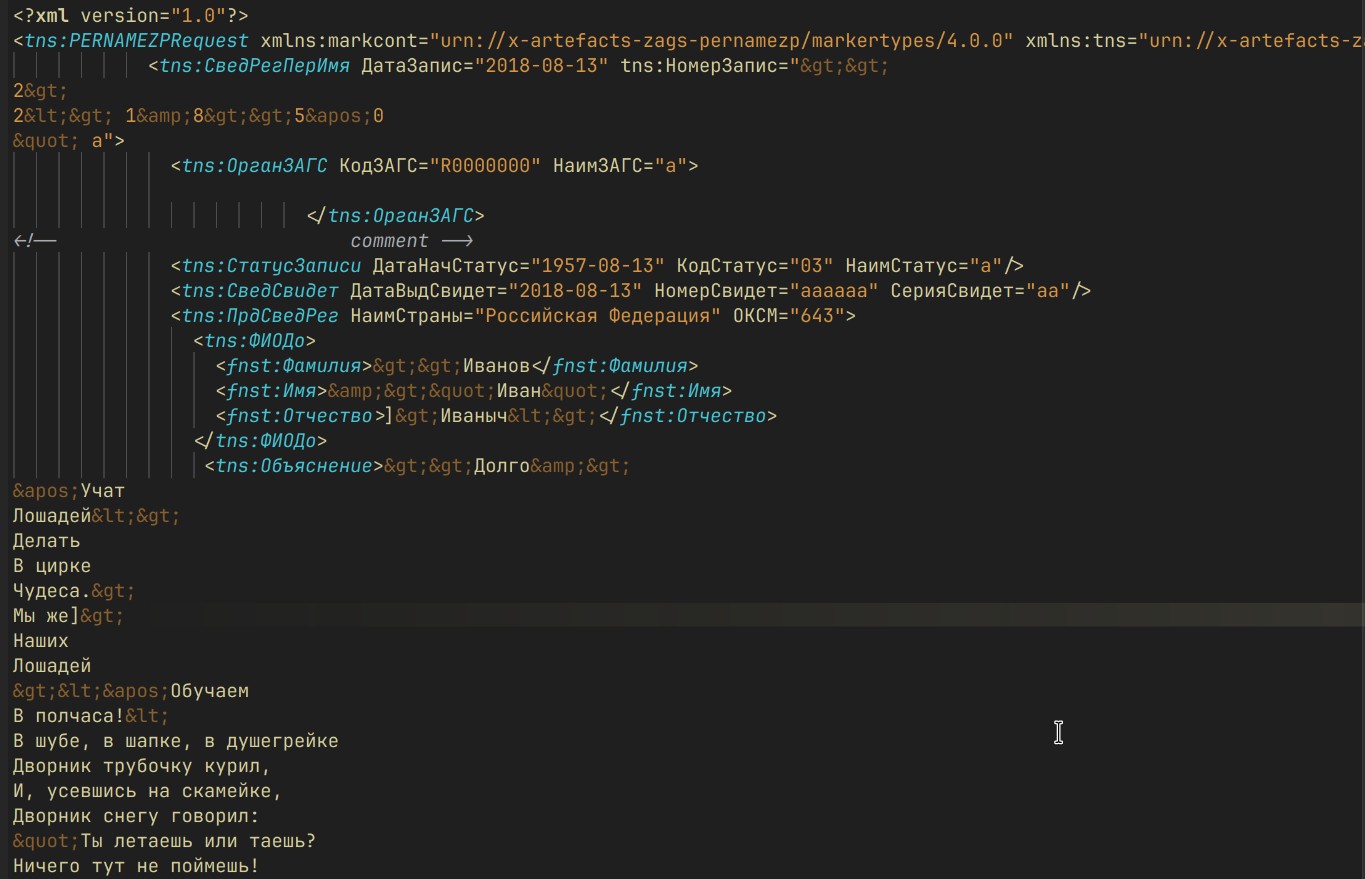 <?xml version="1.0"?>
<tns:PERNAMEZPRequest xmlns:markcont="urn://x-artefacts-zags-pernamezp/markertypes/4.0.0" xmlns:tns="urn://x-artefacts-z
<tns:СведРегПерИмя ДатаЗапис="2018-08-13" tns:НомерЗапис="&gt;&gt;
2&gt;
2&lt;&gt; 1&amp;8&gt;&gt;5&apos;0
&quot; а">
<tns:ОрганЗАГС КодЗАГС="R0000000" НаимЗАГС="а">
</tns:ОрганЗАГС>
<!-- comment -->
<tns:СтатусЗаписи ДатаНачСтатус="1957-08-13" КодСтатус="03" НаимСтатус="а"/>
<tns:СведСвидет ДатаВыдСвидет="2018-08-13" НомерСвидет="аааааа" СерияСвидет="аа"/>
<tns:ПрдСведРег НаимСтраны="Российская Федерация" ОКСМ="643">
<tns:ФИОДо>
<fnst:Фамилия>&gt;&gt;Иванов</fnst:Фамилия>
<fnst:Имя>&amp;&gt;&quot;Иван&quot;</fnst:Имя>
<fnst:Отчество>]&gt;Иваныч&lt;&gt;</fnst:Отчество>
</tns:ФИОДо>
<tns:Объяснение>&gt;&gt;Долго&amp;&gt;
&apos;Учат
Лошадей&lt;&gt;
Делать
В цирке
Чудеса.&gt;
Мы же]&gt;
Наших
Лошадей
&gt;&lt;&apos;Обучаем
В полчаса!&lt;
В шубе, в шапке, в душегрейке
Дворник трубочку курил,
И, усевшись на скамейке,
Дворник снегу говорил:
&quot;Ты летаешь или таешь?
Ничего тут не поймешь!